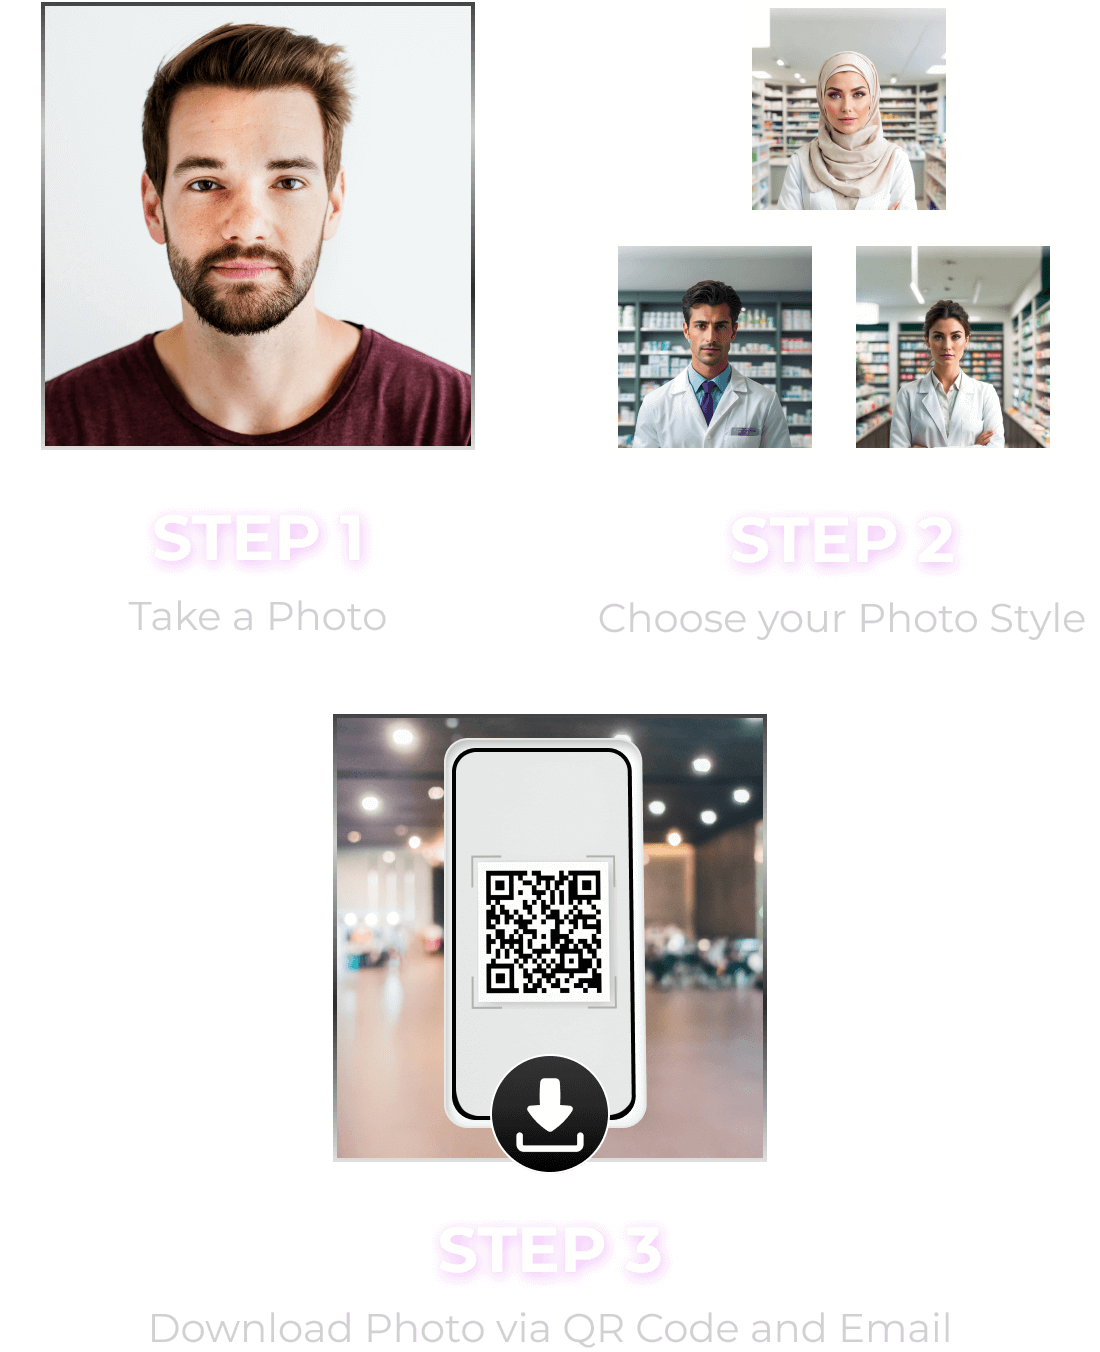 STEP 1
Take a Photo
STEP 2
Choose your Photo Style
STEP 3
Download Photo via QR Code and Email